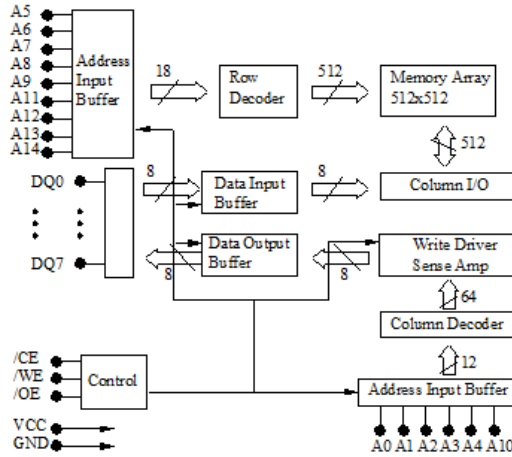 A5
A6
A7
A8
A9
A11
A12
A13
A14
Address
Input
Buffer
18
Row
Decoder
512
Memory Array
512x512
512
DQ0
DQ7
8
Data Input
Buffer
8
Column I/O
8
Data Output
Buffer
8
Write Driver
Sense Amp
64
Column Decoder
12
/CE
/WE
/OE
Control
Address Input Buffer
VCC
GND
A0 A1 A2 A3 A4 A10